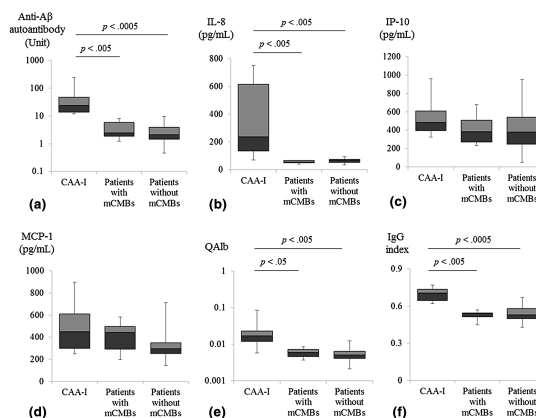 Anti-Aβ
autoantibody
(Unit)
p < .0005
p < .005
1000
100
10
1
0.1
CAA-I
Patients
with
mCMBs
Patients
without
mCMBs
(a)
IL-8
(pg/mL)
p < .005
p < .005
800
600
400
200
0
CAA-I
Patients
with
mCMBs
Patients
without
mCMBs
(b)
IP-10
(pg/mL)
1200
1000
800
600
400
200
0
CAA-I
Patients
with
mCMBs
Patients
without
mCMBs
(c)
MCP-1
(pg/mL)
1000
800
600
400
200
0
CAA-I
Patients
with
mCMBs
Patients
without
mCMBs
(d)
QAlb
p < .005
p < .05
1
0.1
0.01
0.001
CAA-I
Patients
with
mCMBs
Patients
without
mCMBs
(e)
IgG
index
p < .0005
p < .005
0.9
0.6
0.3
0
CAA-I
Patients
with
mCMBs
Patients
without
mCMBs
(f)